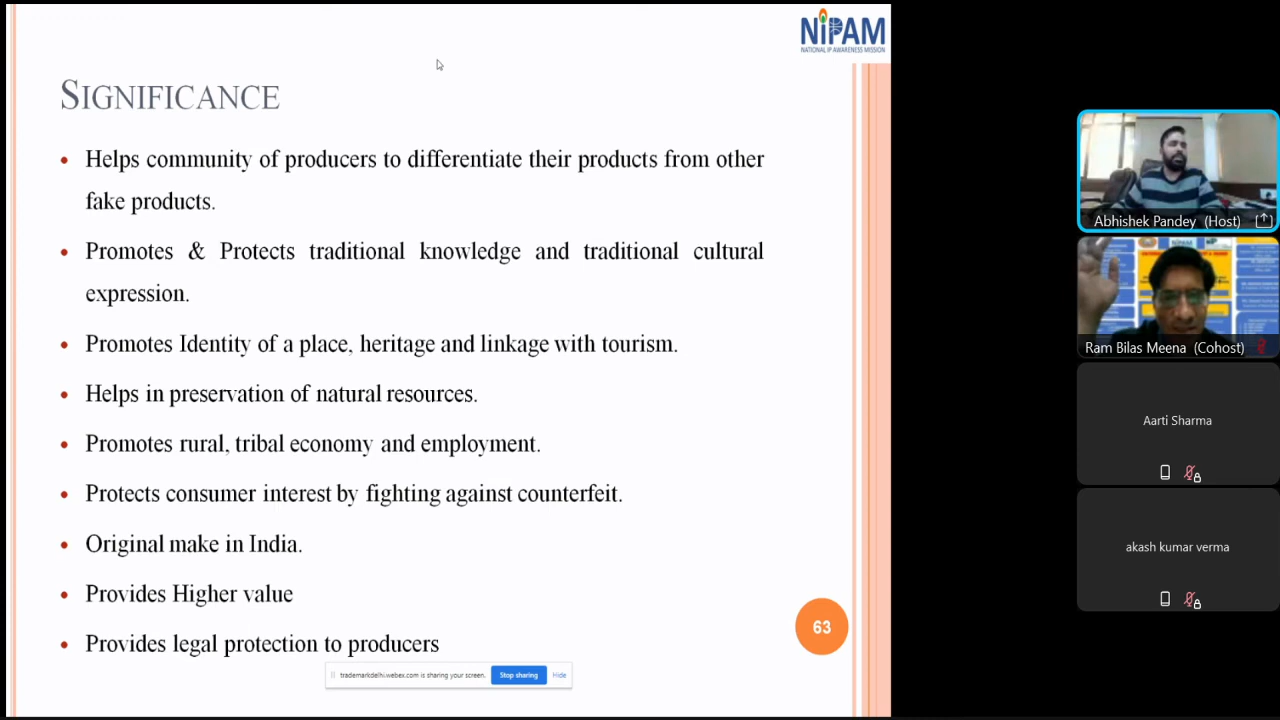 NIPAM
NATIONAL IP AWARENESS MISSION
SIGNIFICANCE
• Helps community of producers to differentiate their products from other
fake products.
• Promotes & Protects traditional knowledge and traditional cultural
expression.
• Promotes Identity of a place, heritage and linkage with tourism.
• Helps in preservation of natural resources.
• Promotes rural, tribal economy and employment.
• Protects consumer interest by fighting against counterfeit.
• Original make in India.
• Provides Higher value
• Provides legal protection to producers
63
trademarkdelhi.webex.com is sharing your screen.
Stop sharing
Hide
Abhishek Pandey (Host)
Ram Bilas Meena (Cohost)
Aarti Sharma
akash kumar verma